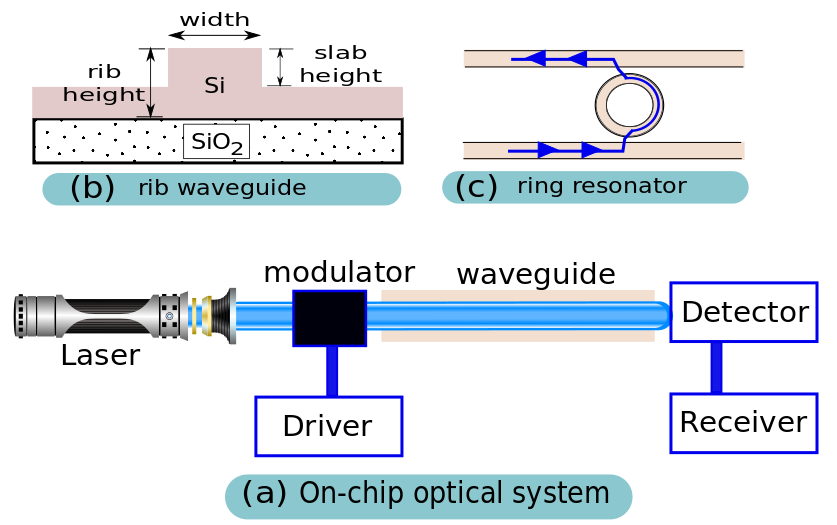 width
rib
height
Si
slab
height
SiO2
(b) rib waveguide
(c) ring resonator
modulator
waveguide
Laser
Detector
Driver
Receiver
(a) On-chip optical system